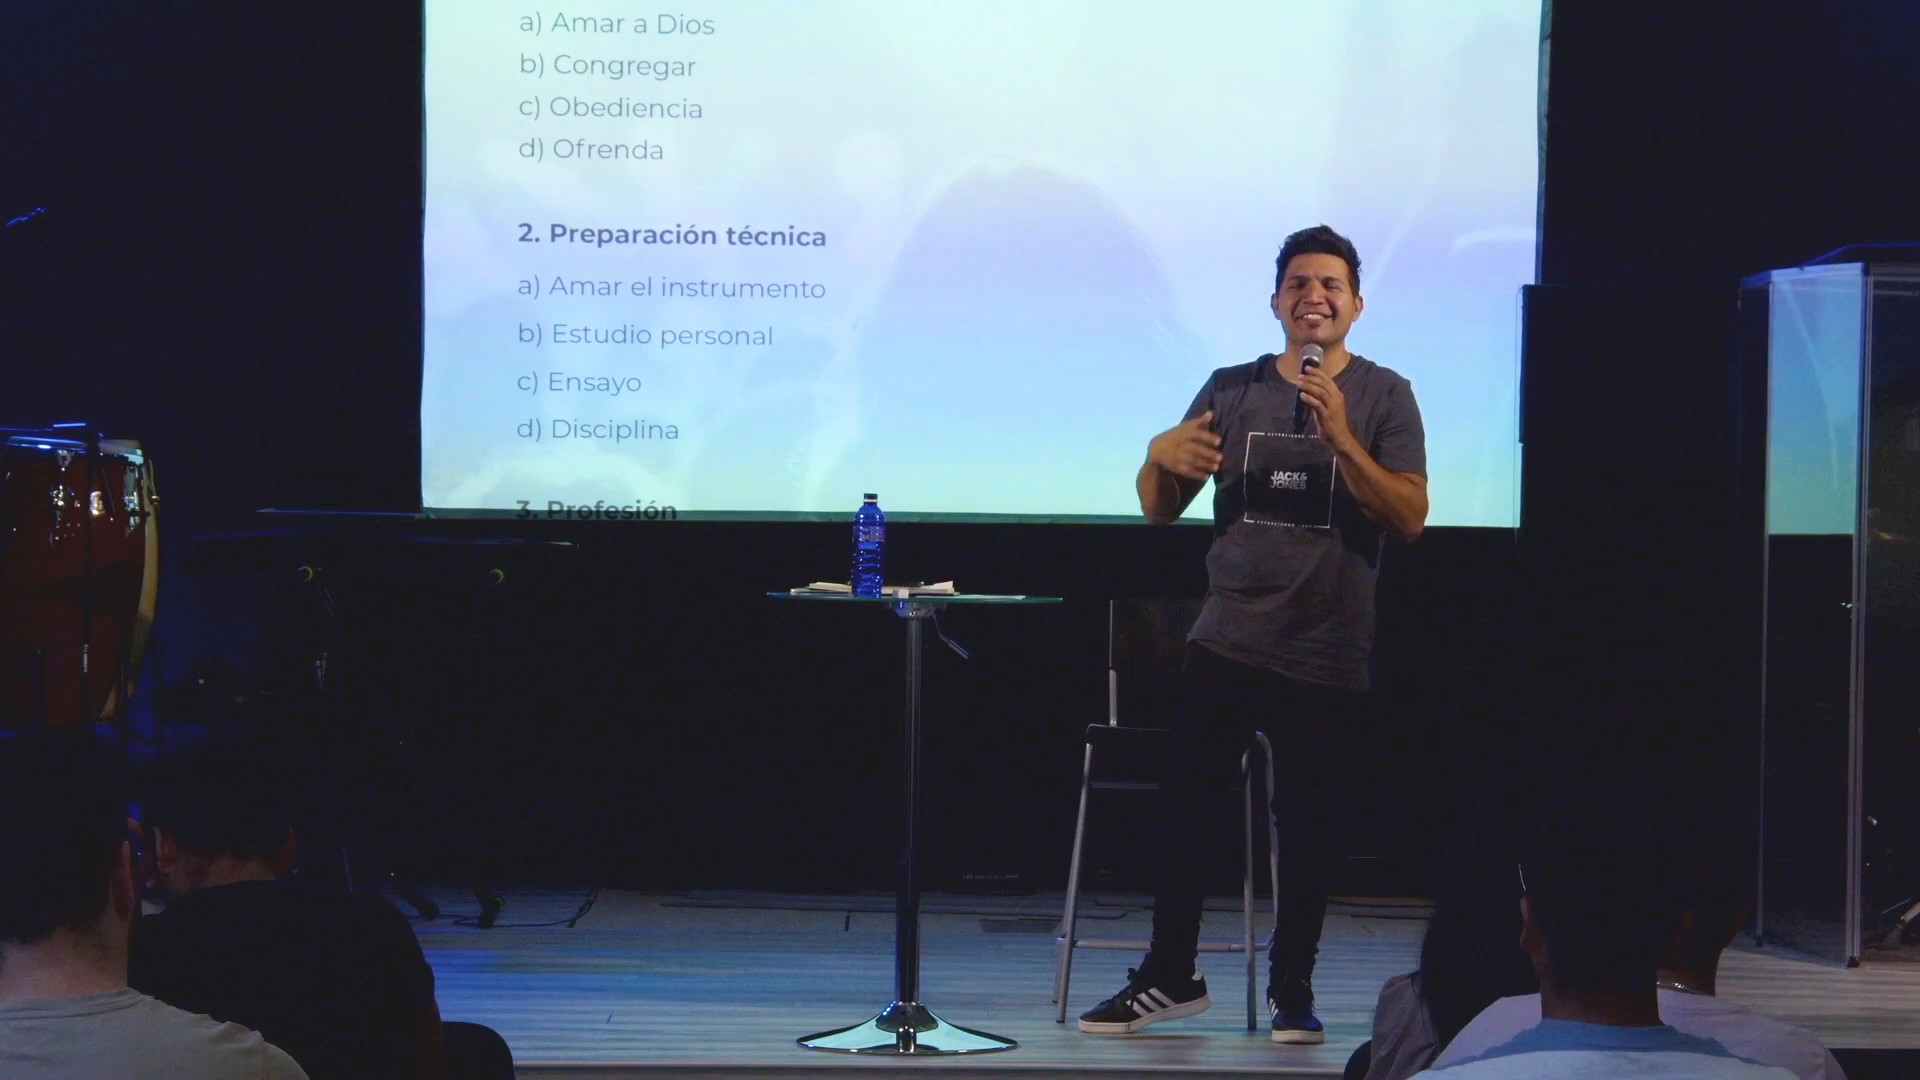 a) Amar a Dios
b) Congregar
c) Obediencia
d) Ofrenda
2. Preparación técnica
a) Amar el instrumento
b) Estudio personal
c) Ensayo
d) Disciplina
3. Profesión
JACK&
JONES